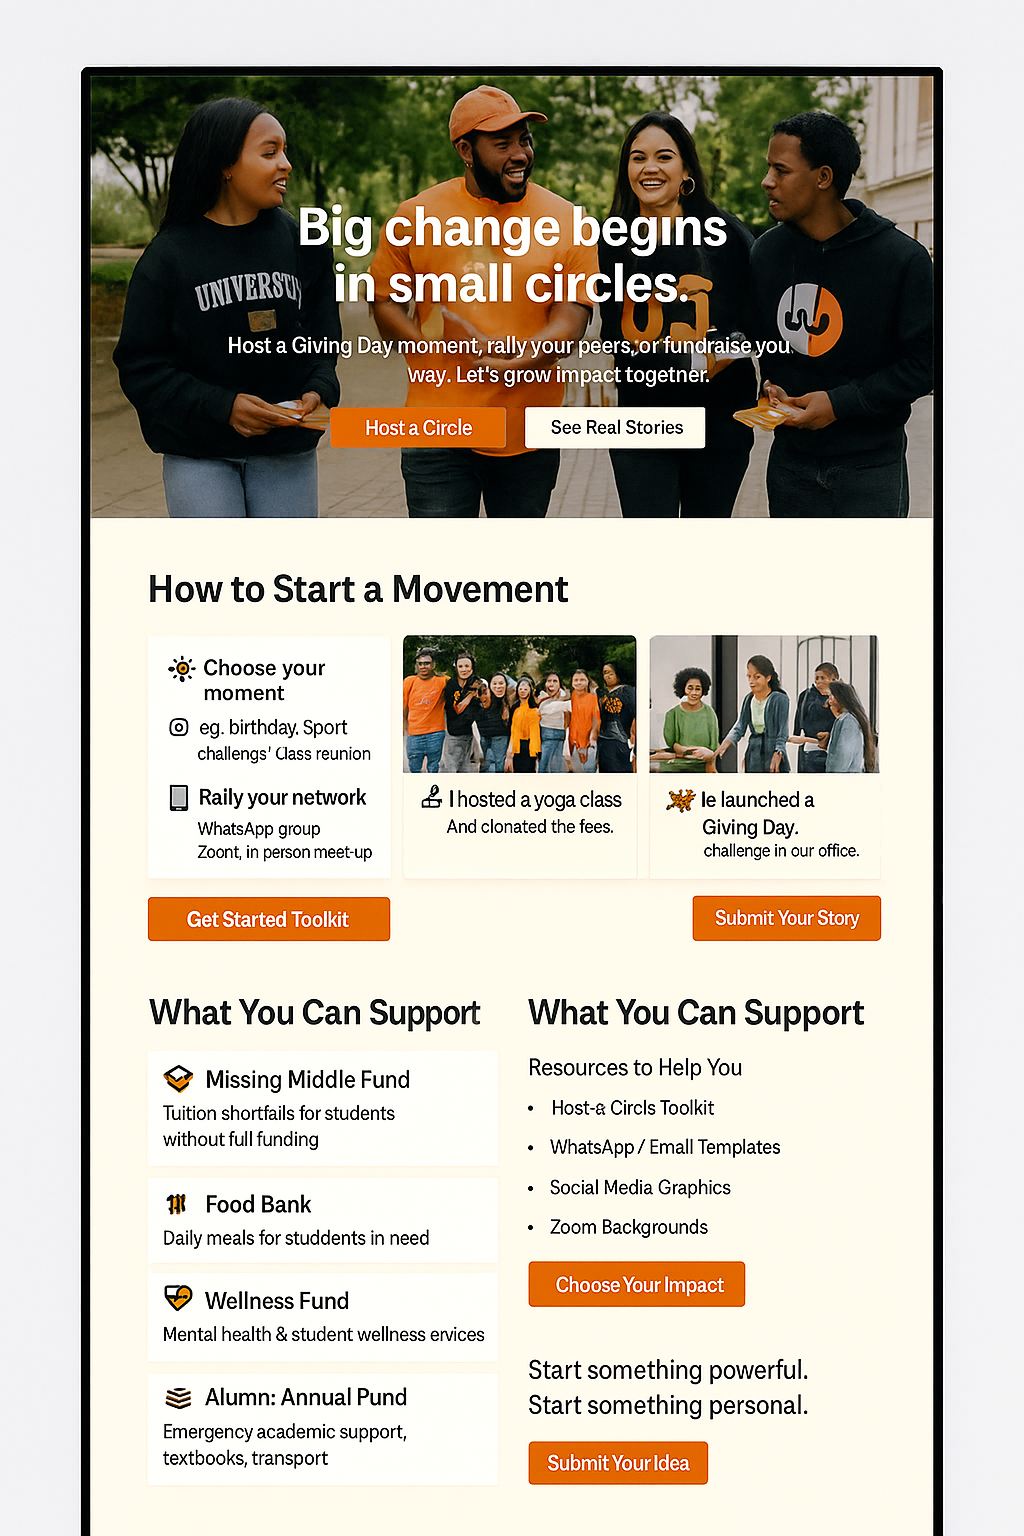 UNIVERSITY
Big change begins
in small circles.
Host a Giving Day moment, rally your peers, or fundraise you
way. Let's grow impact together.
Host a Circle
See Real Stories
How to Start a Movement
Choose your
moment
eg. birthday. Sport
challengs' Class reunion
Raily your network
WhatsApp group
Zoont, in person meet-up
I hosted a yoga class
And clonated the fees.
le launched a
Giving Day.
challenge in our office.
Get Started Toolkit
Submit Your Story
What You Can Support
Missing Middle Fund
Tuition shortfails for students
without full funding
Food Bank
Daily meals for studdents in need
Wellness Fund
Mental health & student wellness ervices
Alumn: Annual Pund
Emergency academic support,
textbooks, transport
What You Can Support
Resources to Help You
• Host-a Circls Toolkit
• WhatsApp / Emall Templates
• Social Media Graphics
• Zoom Backgrounds
Choose Your Impact
Start something powerful.
Start something personal.
Submit Your Idea